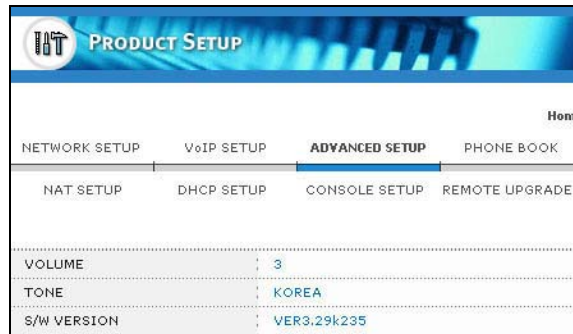 PRODUCT SETUP
NETWORK SETUP VoIP SETUP ADVANCED SETUP PHONE BOOK
NAT SETUP DHCP SETUP CONSOLE SETUP REMOTE UPGRADE
VOLUME 3
TONE KOREA
S/W VERSION VER3.29k235